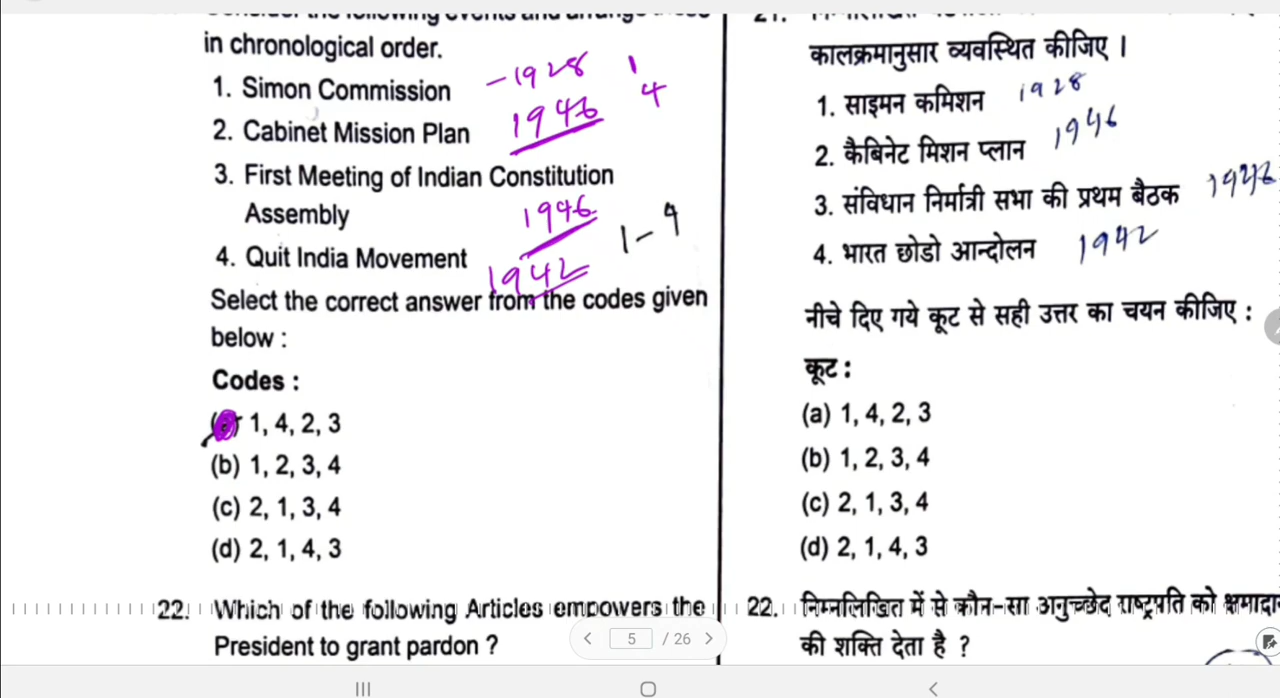 in chronological order.
1. Simon Commission – 1928
1
4
2. Cabinet Mission Plan 1946
3. First Meeting of Indian Constitution
Assembly 1946
1 – 4
4. Quit India Movement 1942
Select the correct answer from the codes given
below :
Codes :
1, 4, 2, 3
(b) 1, 2, 3, 4
(c) 2, 1, 3, 4
(d) 2, 1, 4, 3
22. Which of the following Articles empowers the
President to grant pardon ?
21.
कालक्रमानुसार व्यवस्थित कीजिए ।
1. साइमन कमिशन 1928
2. कैबिनेट मिशन प्लान 1946
3. संविधान निर्मात्री सभा की प्रथम बैठक 1946
4. भारत छोडो आन्दोलन 1942
नीचे दिए गये कूट से सही उत्तर का चयन कीजिए :
कूट :
(a) 1, 4, 2, 3
(b) 1, 2, 3, 4
(c) 2, 1, 3, 4
(d) 2, 1, 4, 3
22. निम्नलिखित में से कौन-सा अनुच्छेद राष्ट्रपति को क्षमादान
की शक्ति देता है ?
5 / 26